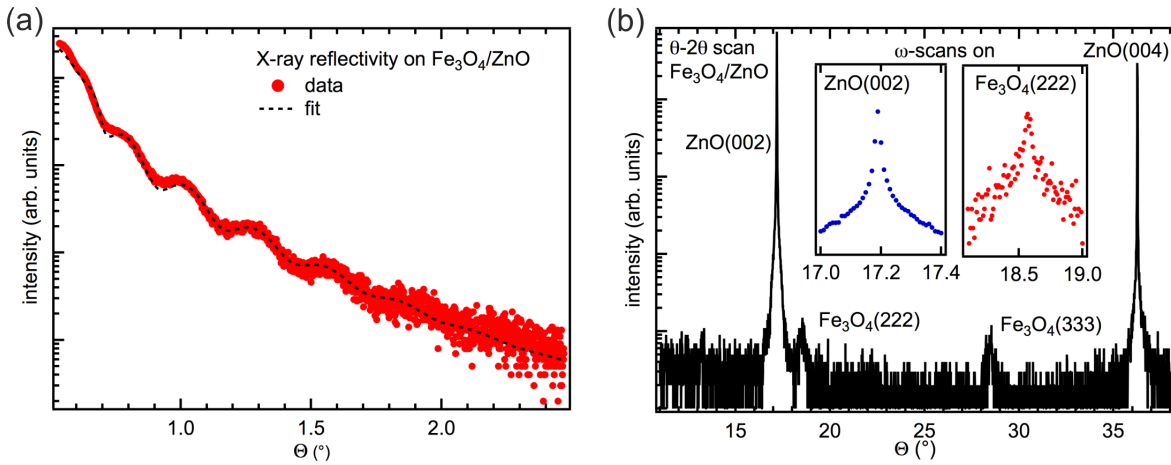 (a)
X-ray reflectivity on Fe₃O₄/ZnO
data
fit
intensity (arb. units)
1.0 1.5 2.0
Θ (°)
(b)
θ-2θ scan
Fe₃O₄/ZnO
ω-scans on
ZnO(004)
ZnO(002)
Fe₃O₄(222)
ZnO(002)
17.0 17.2 17.4
18.5 19.0
Fe₃O₄(222)
Fe₃O₄(333)
intensity (arb. units)
15 20 25 30 35
Θ (°)